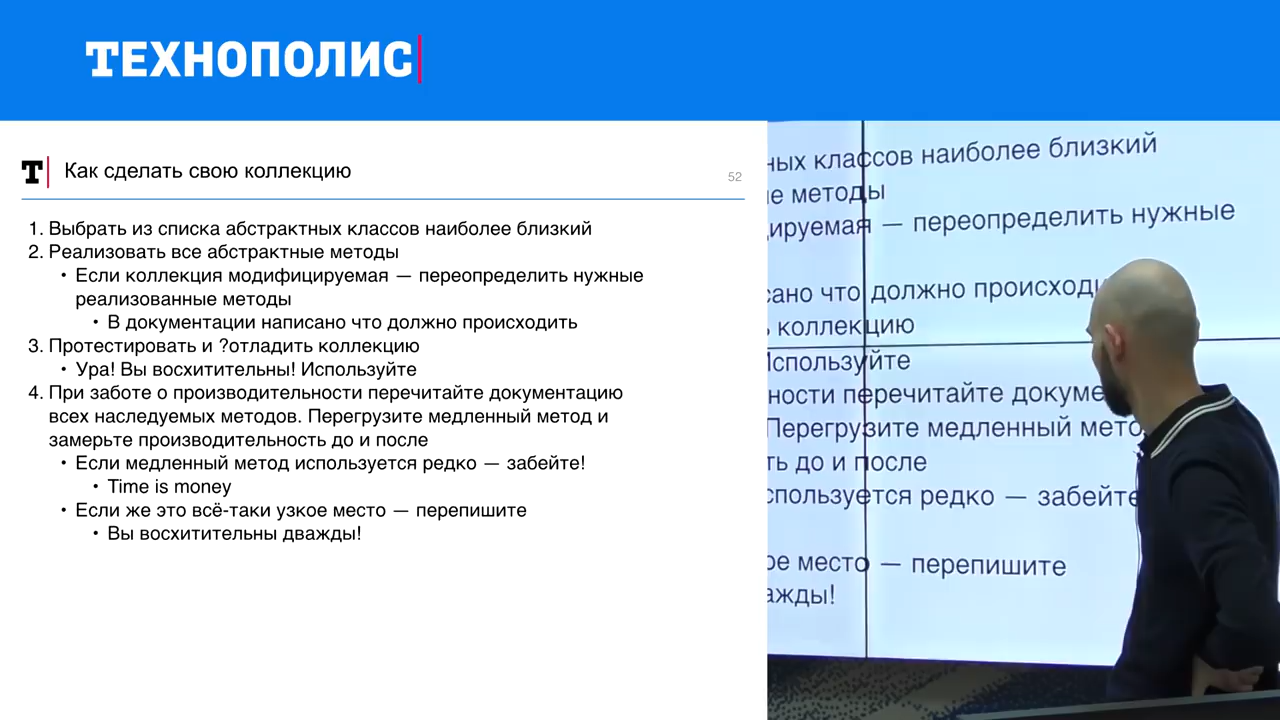 ТЕХНОПОЛИС
Т Как сделать свою коллекцию
52
1. Выбрать из списка абстрактных классов наиболее близкий
2. Реализовать все абстрактные методы
• Если коллекция модифицируемая — переопределить нужные
реализованные методы
• В документации написано что должно происходить
3. Протестировать и ?отладить коллекцию
• Ура! Вы восхитительны! Используйте
4. При заботе о производительности перечитайте документацию
всех наследуемых методов. Перегрузите медленный метод и
замерьте производительность до и после
• Если медленный метод используется редко — забейте!
• Time is money
• Если же это всё-таки узкое место — перепишите
• Вы восхитительны дважды!
ных классов наиболее близкий
ые методы
цируемая — переопределить нужные
сано что должно происходи
ь коллекцию
Используйте
ности перечитайте докуме
Перегрузите медленный мето
ть до и после
спользуется редко — забейте
ое место — перепишите
ажды!